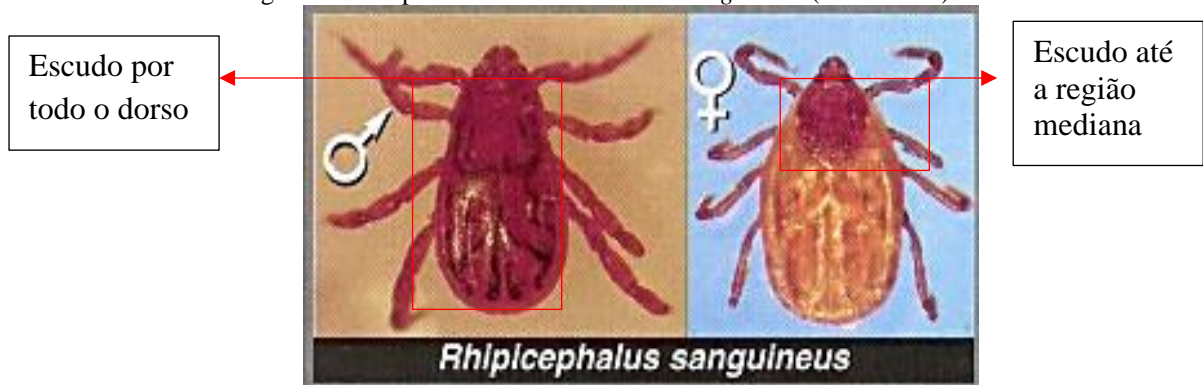 Escudo por
todo o dorso
♂
♀
Escudo até
a região
mediana
Rhipicephalus sanguineus